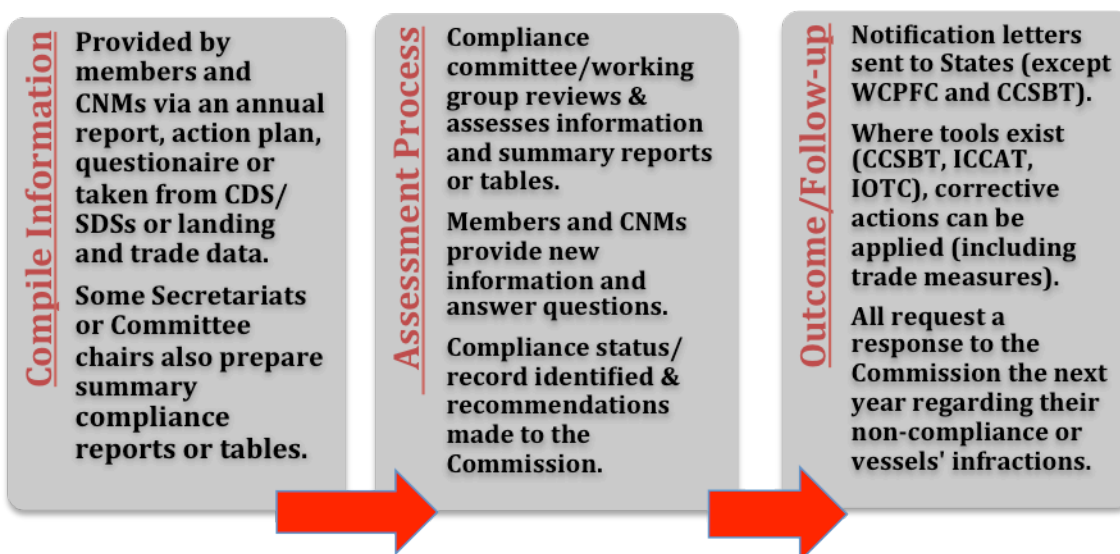 Compile Information
Provided by
members and
CNMs via an annual
report, action plan,
questionaire or
taken from CDS/
SDSs or landing
and trade data.
Some Secretariats
or Committee
chairs also prepare
summary
compliance
reports or tables.
Assessment Process
Compliance
committee/working
group reviews &
assesses information
and summary reports
or tables.
Members and CNMs
provide new
information and
answer questions.
Compliance status/
record identified &
recommendations
made to the
Commission.
Outcome/Follow-up
Notification letters
sent to States (except
WCPFC and CCSBT).
Where tools exist
(CCSBT, ICCAT,
IOTC), corrective
actions can be
applied (including
trade measures).
All request a
response to the
Commission the next
year regarding their
non-compliance or
vessels' infractions.